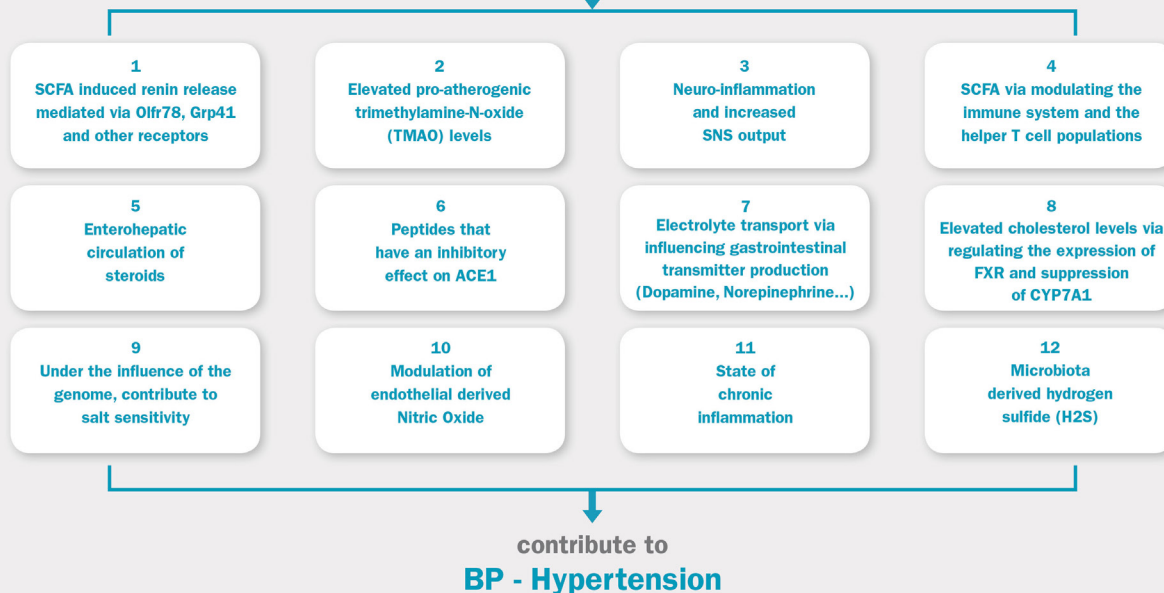 1
SCFA induced renin release
mediated via Olfr78, Grp41
and other receptors
2
Elevated pro-atherogenic
trimethylamine-N-oxide
(TMAO) levels
3
Neuro-inflammation
and increased
SNS output
4
SCFA via modulating the
immune system and the
helper T cell populations
5
Enterohepatic
circulation of
steroids
6
Peptides that
have an inhibitory
effect on ACE1
7
Electrolyte transport via
influencing gastrointestinal
transmitter production
(Dopamine, Norepinephrine...)
8
Elevated cholesterol levels via
regulating the expression of
FXR and suppression
of CYP7A1
9
Under the influence of the
genome, contribute to
salt sensitivity
10
Modulation of
endothelial derived
Nitric Oxide
11
State of
chronic
inflammation
12
Microbiota
derived hydrogen
sulfide (H2S)
contribute to
BP - Hypertension